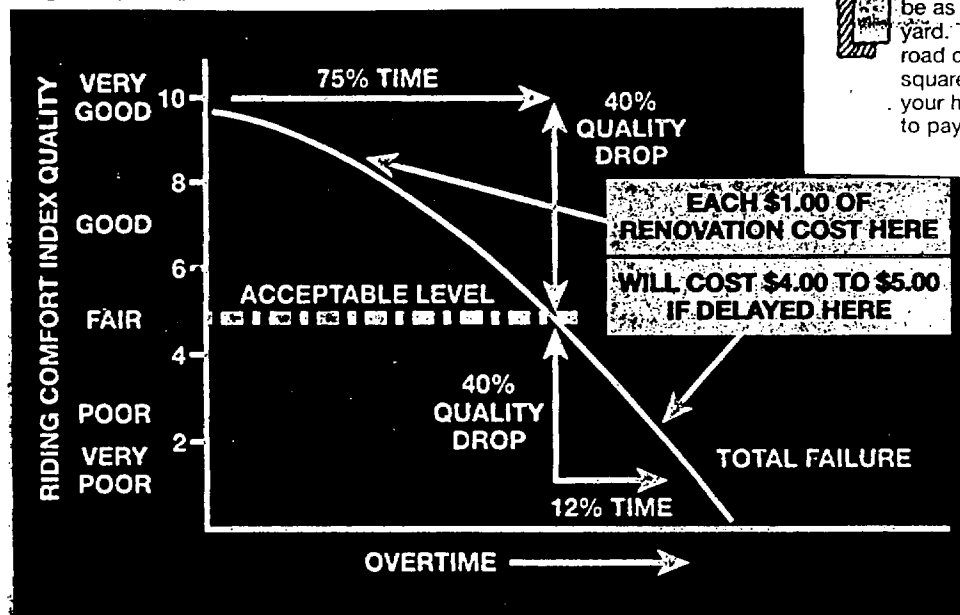 be as
yard.
road c
square
your h
to pay
RIDING COMFORT INDEX QUALITY
VERY
GOOD
GOOD
FAIR
POOR
VERY
POOR
10
8
6
4
2
75% TIME
40%
QUALITY
DROP
EACH $1.00 OF
RENOVATION COST HERE
WILL COST $4.00 TO $5.00
IF DELAYED HERE
ACCEPTABLE LEVEL
40%
QUALITY
DROP
12% TIME
TOTAL FAILURE
OVERTIME